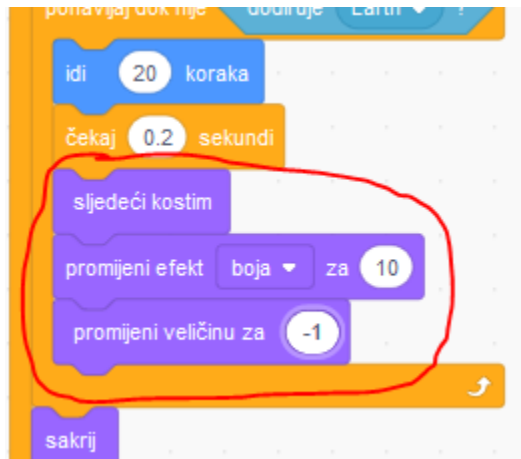 ponavljaj dok nije dodiruje Earth ?
idi 20 koraka
čekaj 0.2 sekundi
sljedeći kostim
promijeni efekt boja za 10
promijeni veličinu za -1
sakrij